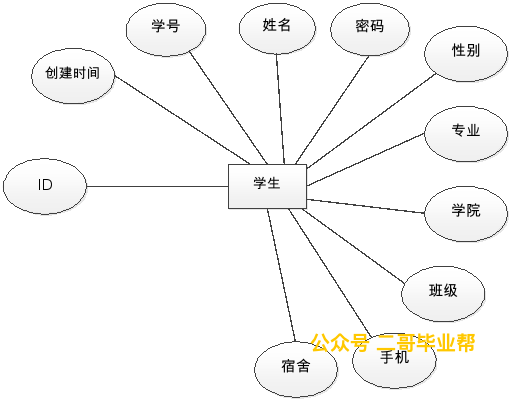 学号
姓名
密码
性别
创建时间
专业
ID
学生
学院
班级
公众号 二哥毕业帮
宿舍
手机